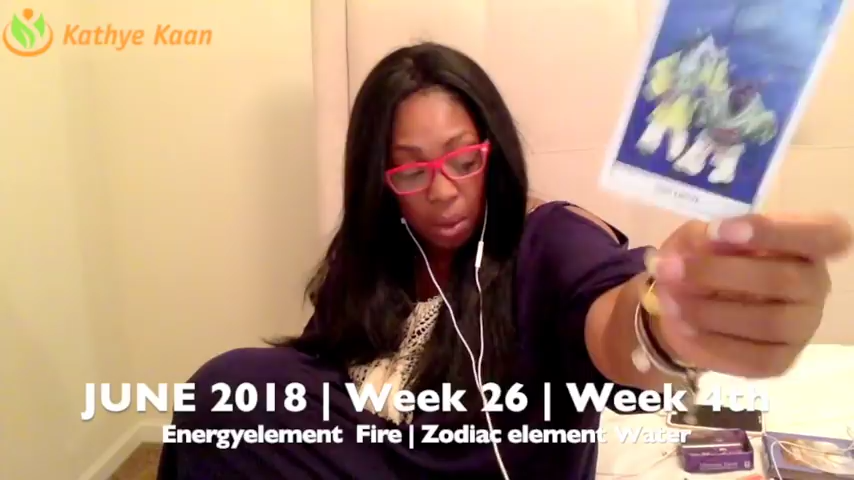 Kathye Kaan
JUNE 2018 | Week 26 | Week 4th
Energyelement Fire | Zodiac element Water